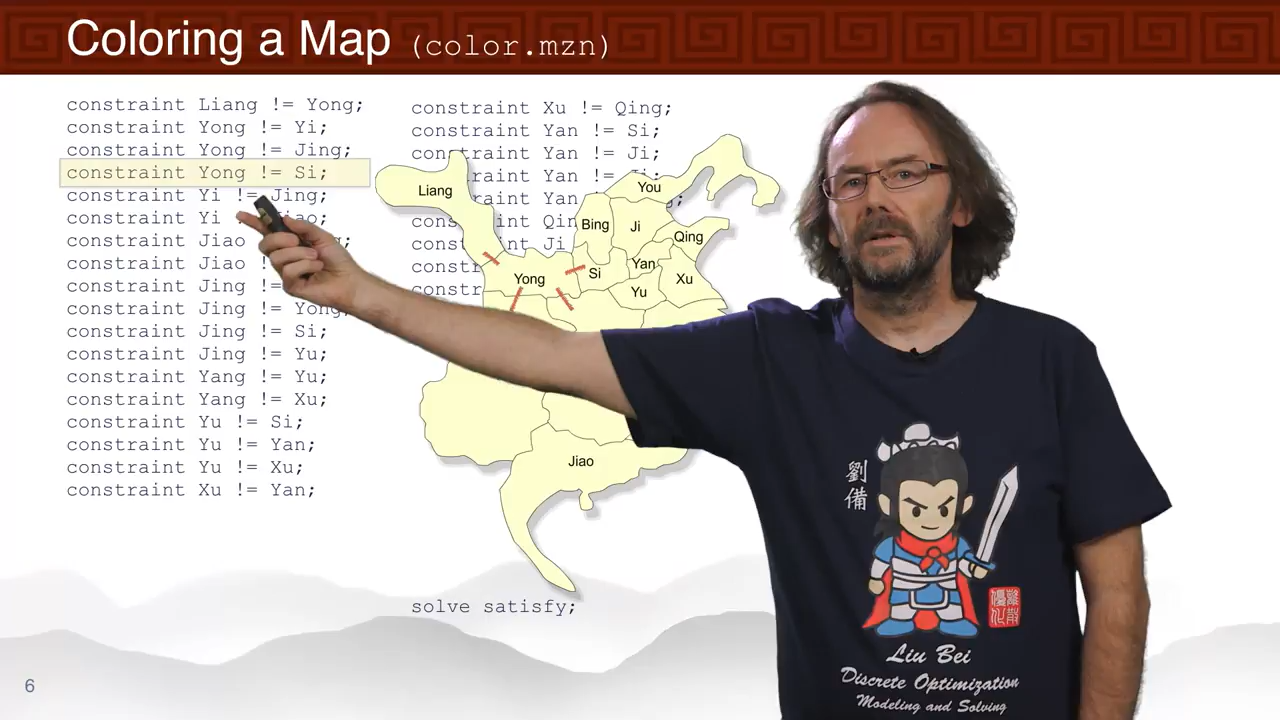 Coloring a Map (color.mzn)
constraint Liang != Yong;
constraint Yong != Yi;
constraint Yong != Jing;
constraint Yong != Si;
constraint Yi != Jing;
constraint Yi
constraint Jiao
constraint Jiao
constraint Jing !=
constraint Jing != Yong;
constraint Jing != Si;
constraint Jing != Yu;
constraint Yang != Yu;
constraint Yang != Xu;
constraint Yu != Si;
constraint Yu != Yan;
constraint Yu != Xu;
constraint Xu != Yan;
constraint Xu != Qing;
constraint Yan != Si;
constraint Yan != Ji;
Yan !=
Yan
solve satisfy;
Liang
You
Bing
Ji
Qing
Yong
Si
Yan
Xu
Yu
Jiao
劉備
Liu Bei
Discrete Optimization
Modeling and Solving
6